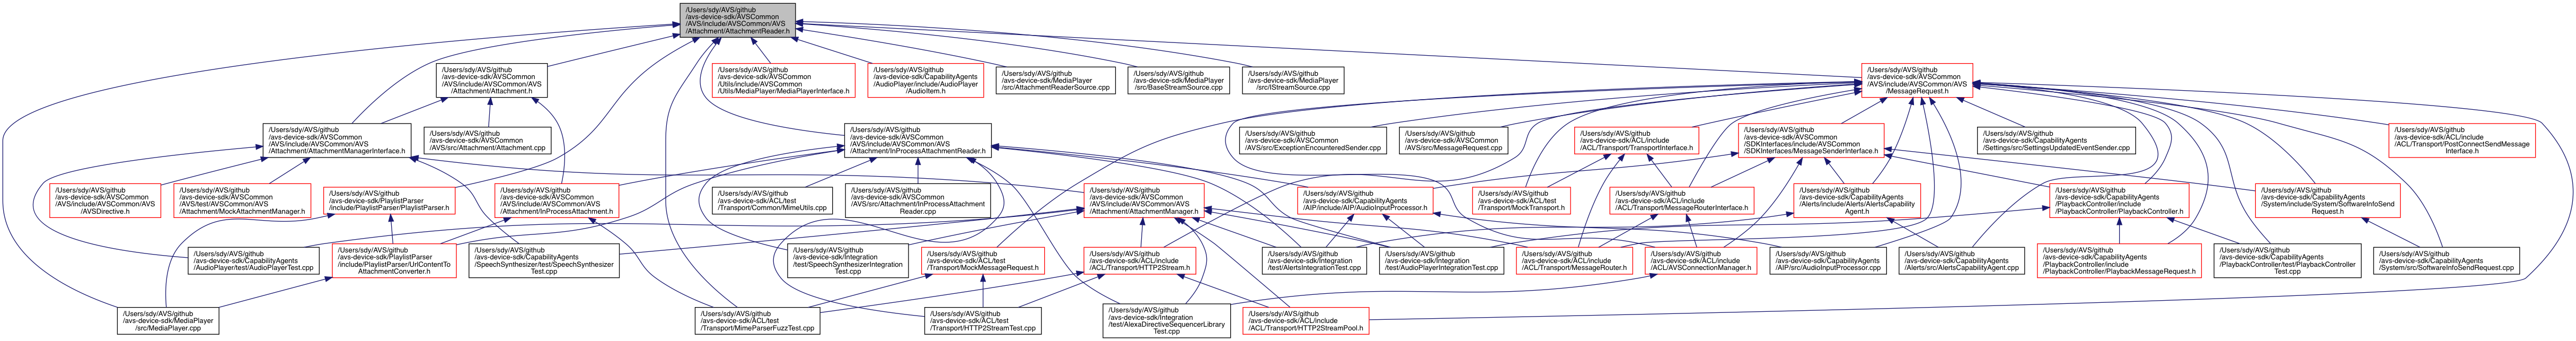 /Users/sdy/AVS/github
/avs-device-sdk/AVSCommon
/AVS/include/AVSCommon/AVS
/Attachment/AttachmentReader.h
/Users/sdy/AVS/github
/avs-device-sdk/AVSCommon
/AVS/include/AVSCommon/AVS
/Attachment/Attachment.h
/Users/sdy/AVS/github
/avs-device-sdk/AVSCommon
/Utils/include/AVSCommon
/Utils/MediaPlayer/MediaPlayerInterface.h
/Users/sdy/AVS/github
/avs-device-sdk/CapabilityAgents
/AudioPlayer/include/AudioPlayer
/AudioItem.h
/Users/sdy/AVS/github
/avs-device-sdk/MediaPlayer
/src/AttachmentReaderSource.cpp
/Users/sdy/AVS/github
/avs-device-sdk/MediaPlayer
/src/BaseStreamSource.cpp
/Users/sdy/AVS/github
/avs-device-sdk/MediaPlayer
/src/IStreamSource.cpp
/Users/sdy/AVS/github
/avs-device-sdk/AVSCommon
/AVS/include/AVSCommon/AVS
/MessageRequest.h
/Users/sdy/AVS/github
/avs-device-sdk/AVSCommon
/AVS/include/AVSCommon/AVS
/Attachment/AttachmentManagerInterface.h
/Users/sdy/AVS/github
/avs-device-sdk/AVSCommon
/AVS/src/Attachment/Attachment.cpp
/Users/sdy/AVS/github
/avs-device-sdk/AVSCommon
/AVS/include/AVSCommon/AVS
/Attachment/InProcessAttachmentReader.h
/Users/sdy/AVS/github
/avs-device-sdk/AVSCommon
/AVS/src/ExceptionEncounteredSender.cpp
/Users/sdy/AVS/github
/avs-device-sdk/AVSCommon
/AVS/src/MessageRequest.cpp
/Users/sdy/AVS/github
/avs-device-sdk/ACL/include
/ACL/Transport/TransportInterface.h
/Users/sdy/AVS/github
/avs-device-sdk/AVSCommon
/SDKInterfaces/include/AVSCommon
/SDKInterfaces/MessageSenderInterface.h
/Users/sdy/AVS/github
/avs-device-sdk/CapabilityAgents
/Settings/src/SettingsUpdatedEventSender.cpp
/Users/sdy/AVS/github
/avs-device-sdk/ACL/include
/ACL/Transport/PostConnectSendMessage
Interface.h
/Users/sdy/AVS/github
/avs-device-sdk/AVSCommon
/AVS/include/AVSCommon/AVS
/AVSDirective.h
/Users/sdy/AVS/github
/avs-device-sdk/AVSCommon
/AVS/test/AVSCommon/AVS
/Attachment/MockAttachmentManager.h
/Users/sdy/AVS/github
/avs-device-sdk/PlaylistParser
/include/PlaylistParser/PlaylistParser.h
/Users/sdy/AVS/github
/avs-device-sdk/AVSCommon
/AVS/include/AVSCommon/AVS
/Attachment/InProcessAttachment.h
/Users/sdy/AVS/github
/avs-device-sdk/ACL/test
/Transport/Common/MimeUtils.cpp
/Users/sdy/AVS/github
/avs-device-sdk/AVSCommon
/AVS/src/Attachment/InProcessAttachment
Reader.cpp
/Users/sdy/AVS/github
/avs-device-sdk/AVSCommon
/AVS/include/AVSCommon/AVS
/Attachment/AttachmentManager.h
/Users/sdy/AVS/github
/avs-device-sdk/CapabilityAgents
/AIP/include/AIP/AudioInputProcessor.h
/Users/sdy/AVS/github
/avs-device-sdk/ACL/test
/Transport/MockTransport.h
/Users/sdy/AVS/github
/avs-device-sdk/ACL/include
/ACL/Transport/MessageRouterInterface.h
/Users/sdy/AVS/github
/avs-device-sdk/CapabilityAgents
/Alerts/include/Alerts/AlertsCapability
Agent.h
/Users/sdy/AVS/github
/avs-device-sdk/CapabilityAgents
/PlaybackController/include
/PlaybackController/PlaybackController.h
/Users/sdy/AVS/github
/avs-device-sdk/CapabilityAgents
/System/include/System/SoftwareInfoSend
Request.h
/Users/sdy/AVS/github
/avs-device-sdk/CapabilityAgents
/AudioPlayer/test/AudioPlayerTest.cpp
/Users/sdy/AVS/github
/avs-device-sdk/PlaylistParser
/include/PlaylistParser/UrlContentTo
AttachmentConverter.h
/Users/sdy/AVS/github
/avs-device-sdk/CapabilityAgents
/SpeechSynthesizer/test/SpeechSynthesizer
Test.cpp
/Users/sdy/AVS/github
/avs-device-sdk/Integration
/test/SpeechSynthesizerIntegration
Test.cpp
/Users/sdy/AVS/github
/avs-device-sdk/ACL/test
/Transport/MockMessageRequest.h
/Users/sdy/AVS/github
/avs-device-sdk/ACL/include
/ACL/Transport/HTTP2Stream.h
/Users/sdy/AVS/github
/avs-device-sdk/Integration
/test/AlertsIntegrationTest.cpp
/Users/sdy/AVS/github
/avs-device-sdk/Integration
/test/AudioPlayerIntegrationTest.cpp
/Users/sdy/AVS/github
/avs-device-sdk/ACL/include
/ACL/Transport/MessageRouter.h
/Users/sdy/AVS/github
/avs-device-sdk/ACL/include
/ACL/AVSConnectionManager.h
/Users/sdy/AVS/github
/avs-device-sdk/CapabilityAgents
/AIP/src/AudioInputProcessor.cpp
/Users/sdy/AVS/github
/avs-device-sdk/CapabilityAgents
/Alerts/src/AlertsCapabilityAgent.cpp
/Users/sdy/AVS/github
/avs-device-sdk/CapabilityAgents
/PlaybackController/include
/PlaybackController/PlaybackMessageRequest.h
/Users/sdy/AVS/github
/avs-device-sdk/CapabilityAgents
/PlaybackController/test/PlaybackController
Test.cpp
/Users/sdy/AVS/github
/avs-device-sdk/CapabilityAgents
/System/src/SoftwareInfoSendRequest.cpp
/Users/sdy/AVS/github
/avs-device-sdk/MediaPlayer
/src/MediaPlayer.cpp
/Users/sdy/AVS/github
/avs-device-sdk/ACL/test
/Transport/MimeParserFuzzTest.cpp
/Users/sdy/AVS/github
/avs-device-sdk/ACL/test
/Transport/HTTP2StreamTest.cpp
/Users/sdy/AVS/github
/avs-device-sdk/Integration
/test/AlexaDirectiveSequencerLibrary
Test.cpp
/Users/sdy/AVS/github
/avs-device-sdk/ACL/include
/ACL/Transport/HTTP2StreamPool.h